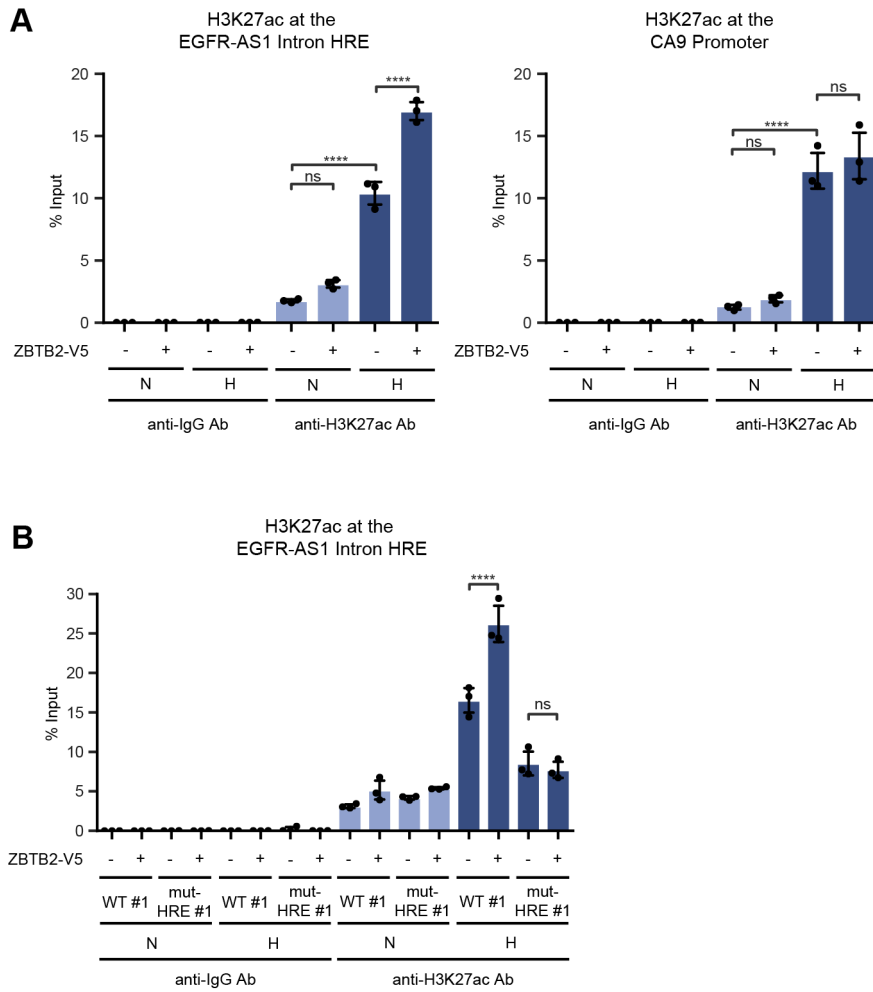 A
H3K27ac at the
EGFR-AS1 Intron HRE
% Input
20
15
10
5
0
ns
****
****
ZBTB2-V5
- + - + - + - +
N H N H
anti-IgG Ab anti-H3K27ac Ab
H3K27ac at the
CA9 Promoter
% Input
20
15
10
5
0
ns
****
ns
ZBTB2-V5
- + - + - + - +
N H N H
anti-IgG Ab anti-H3K27ac Ab
B
H3K27ac at the
EGFR-AS1 Intron HRE
% Input
30
25
20
15
10
5
0
****
ns
ZBTB2-V5
- + - + - + - + - + - + - + - +
WT #1 mut-HRE #1 WT #1 mut-HRE #1 WT #1 mut-HRE #1 WT #1 mut-HRE #1
N H N H
anti-IgG Ab anti-H3K27ac Ab